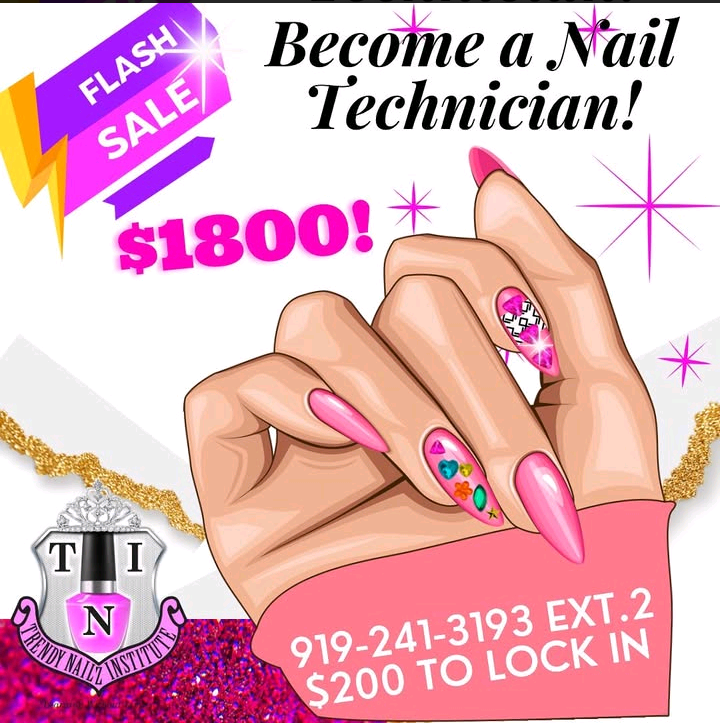 Become a Nail
Technician!
FLASH
SALE
$1800!
T I
N
TRENDY NAILZ INSTITUTE
919-241-3193 EXT.2
$200 TO LOCK IN